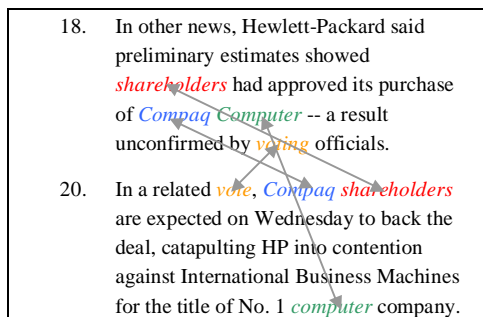 18. In other news, Hewlett-Packard said
preliminary estimates showed
shareholders had approved its purchase
of Compaq Computer -- a result
unconfirmed by voting officials.
20. In a related vote, Compaq shareholders
are expected on Wednesday to back the
deal, catapulting HP into contention
against International Business Machines
for the title of No. 1 computer company.